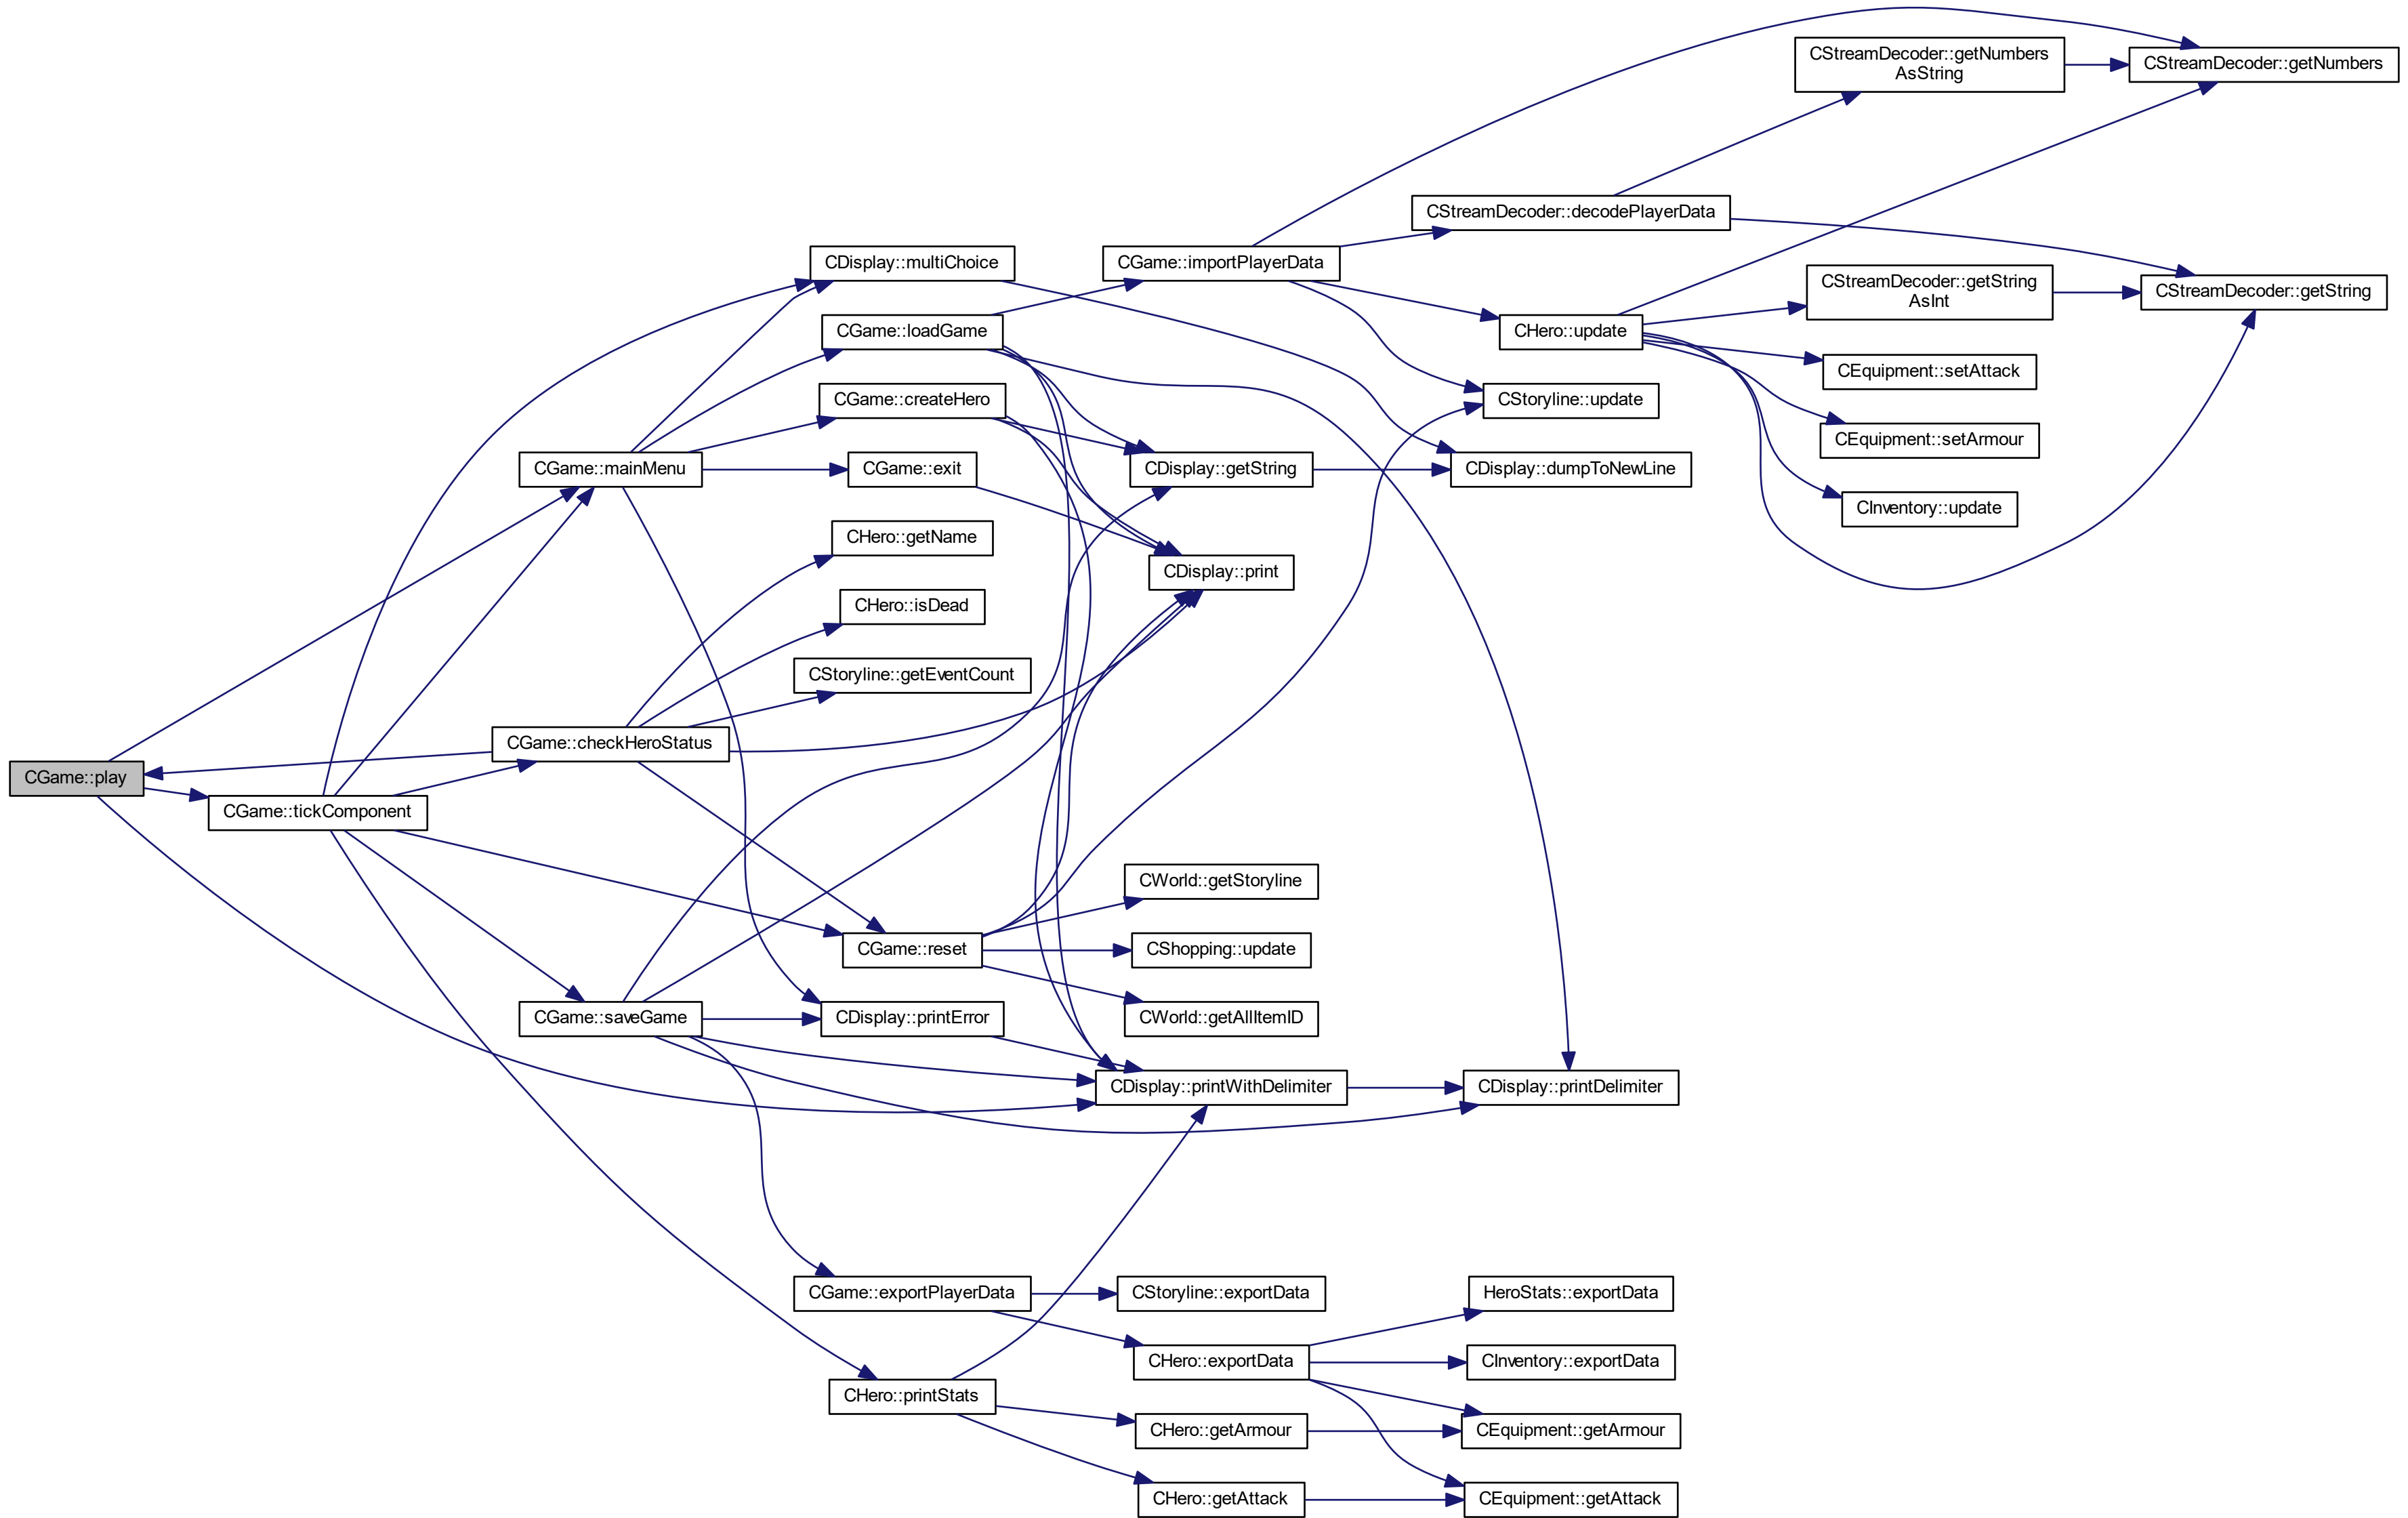 CGame::play
CGame::tickComponent
CGame::mainMenu
CGame::checkHeroStatus
CGame::saveGame
CDisplay::multiChoice
CGame::loadGame
CGame::createHero
CGame::exit
CHero::getName
CHero::isDead
CStoryline::getEventCount
CGame::reset
CDisplay::printError
CGame::exportPlayerData
CHero::printStats
CGame::importPlayerData
CDisplay::getString
CDisplay::print
CWorld::getStoryline
CShopping::update
CWorld::getAllItemID
CDisplay::printWithDelimiter
CStoryline::exportData
CHero::exportData
CHero::getArmour
CHero::getAttack
CStreamDecoder::decodePlayerData
CHero::update
CStoryline::update
CDisplay::dumpToNewLine
CDisplay::printDelimiter
HeroStats::exportData
CInventory::exportData
CEquipment::getArmour
CEquipment::getAttack
CStreamDecoder::getNumbers
AsString
CStreamDecoder::getString
AsInt
CEquipment::setAttack
CEquipment::setArmour
CInventory::update
CStreamDecoder::getNumbers
CStreamDecoder::getString